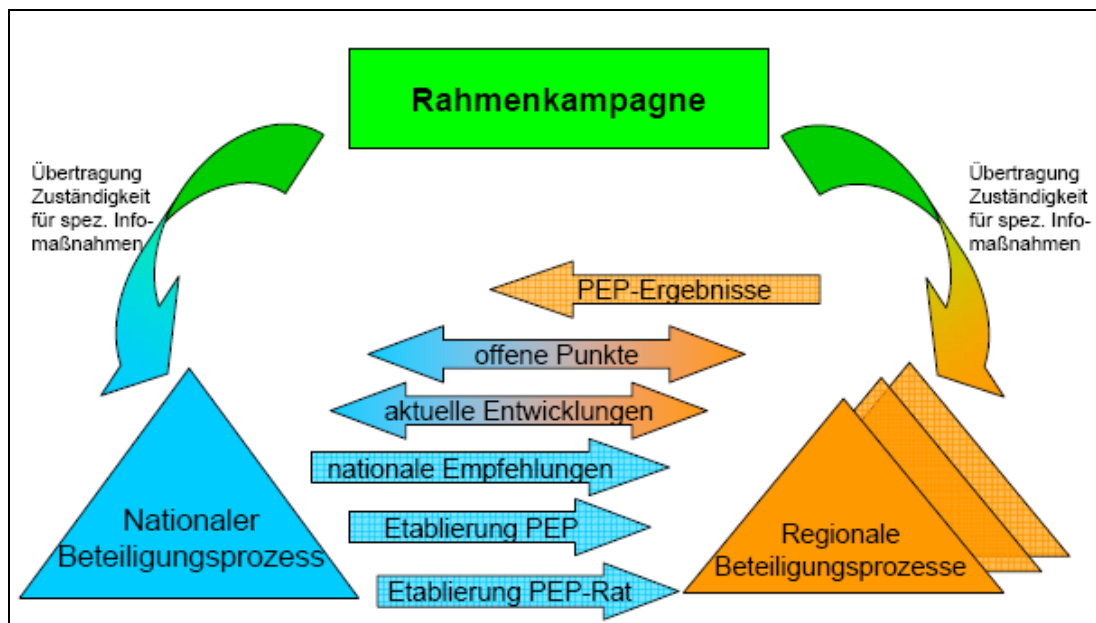 Rahmenkampagne
Übertragung
Zuständigkeit
für spez. Info-
maßnahmen
Übertragung
Zuständigkeit
für spez. Info-
maßnahmen
PEP-Ergebnisse
offene Punkte
aktuelle Entwicklungen
nationale Empfehlungen
Etablierung PEP
Etablierung PEP-Rat
Nationaler
Beteiligungsprozess
Regionale
Beteiligungsprozesse